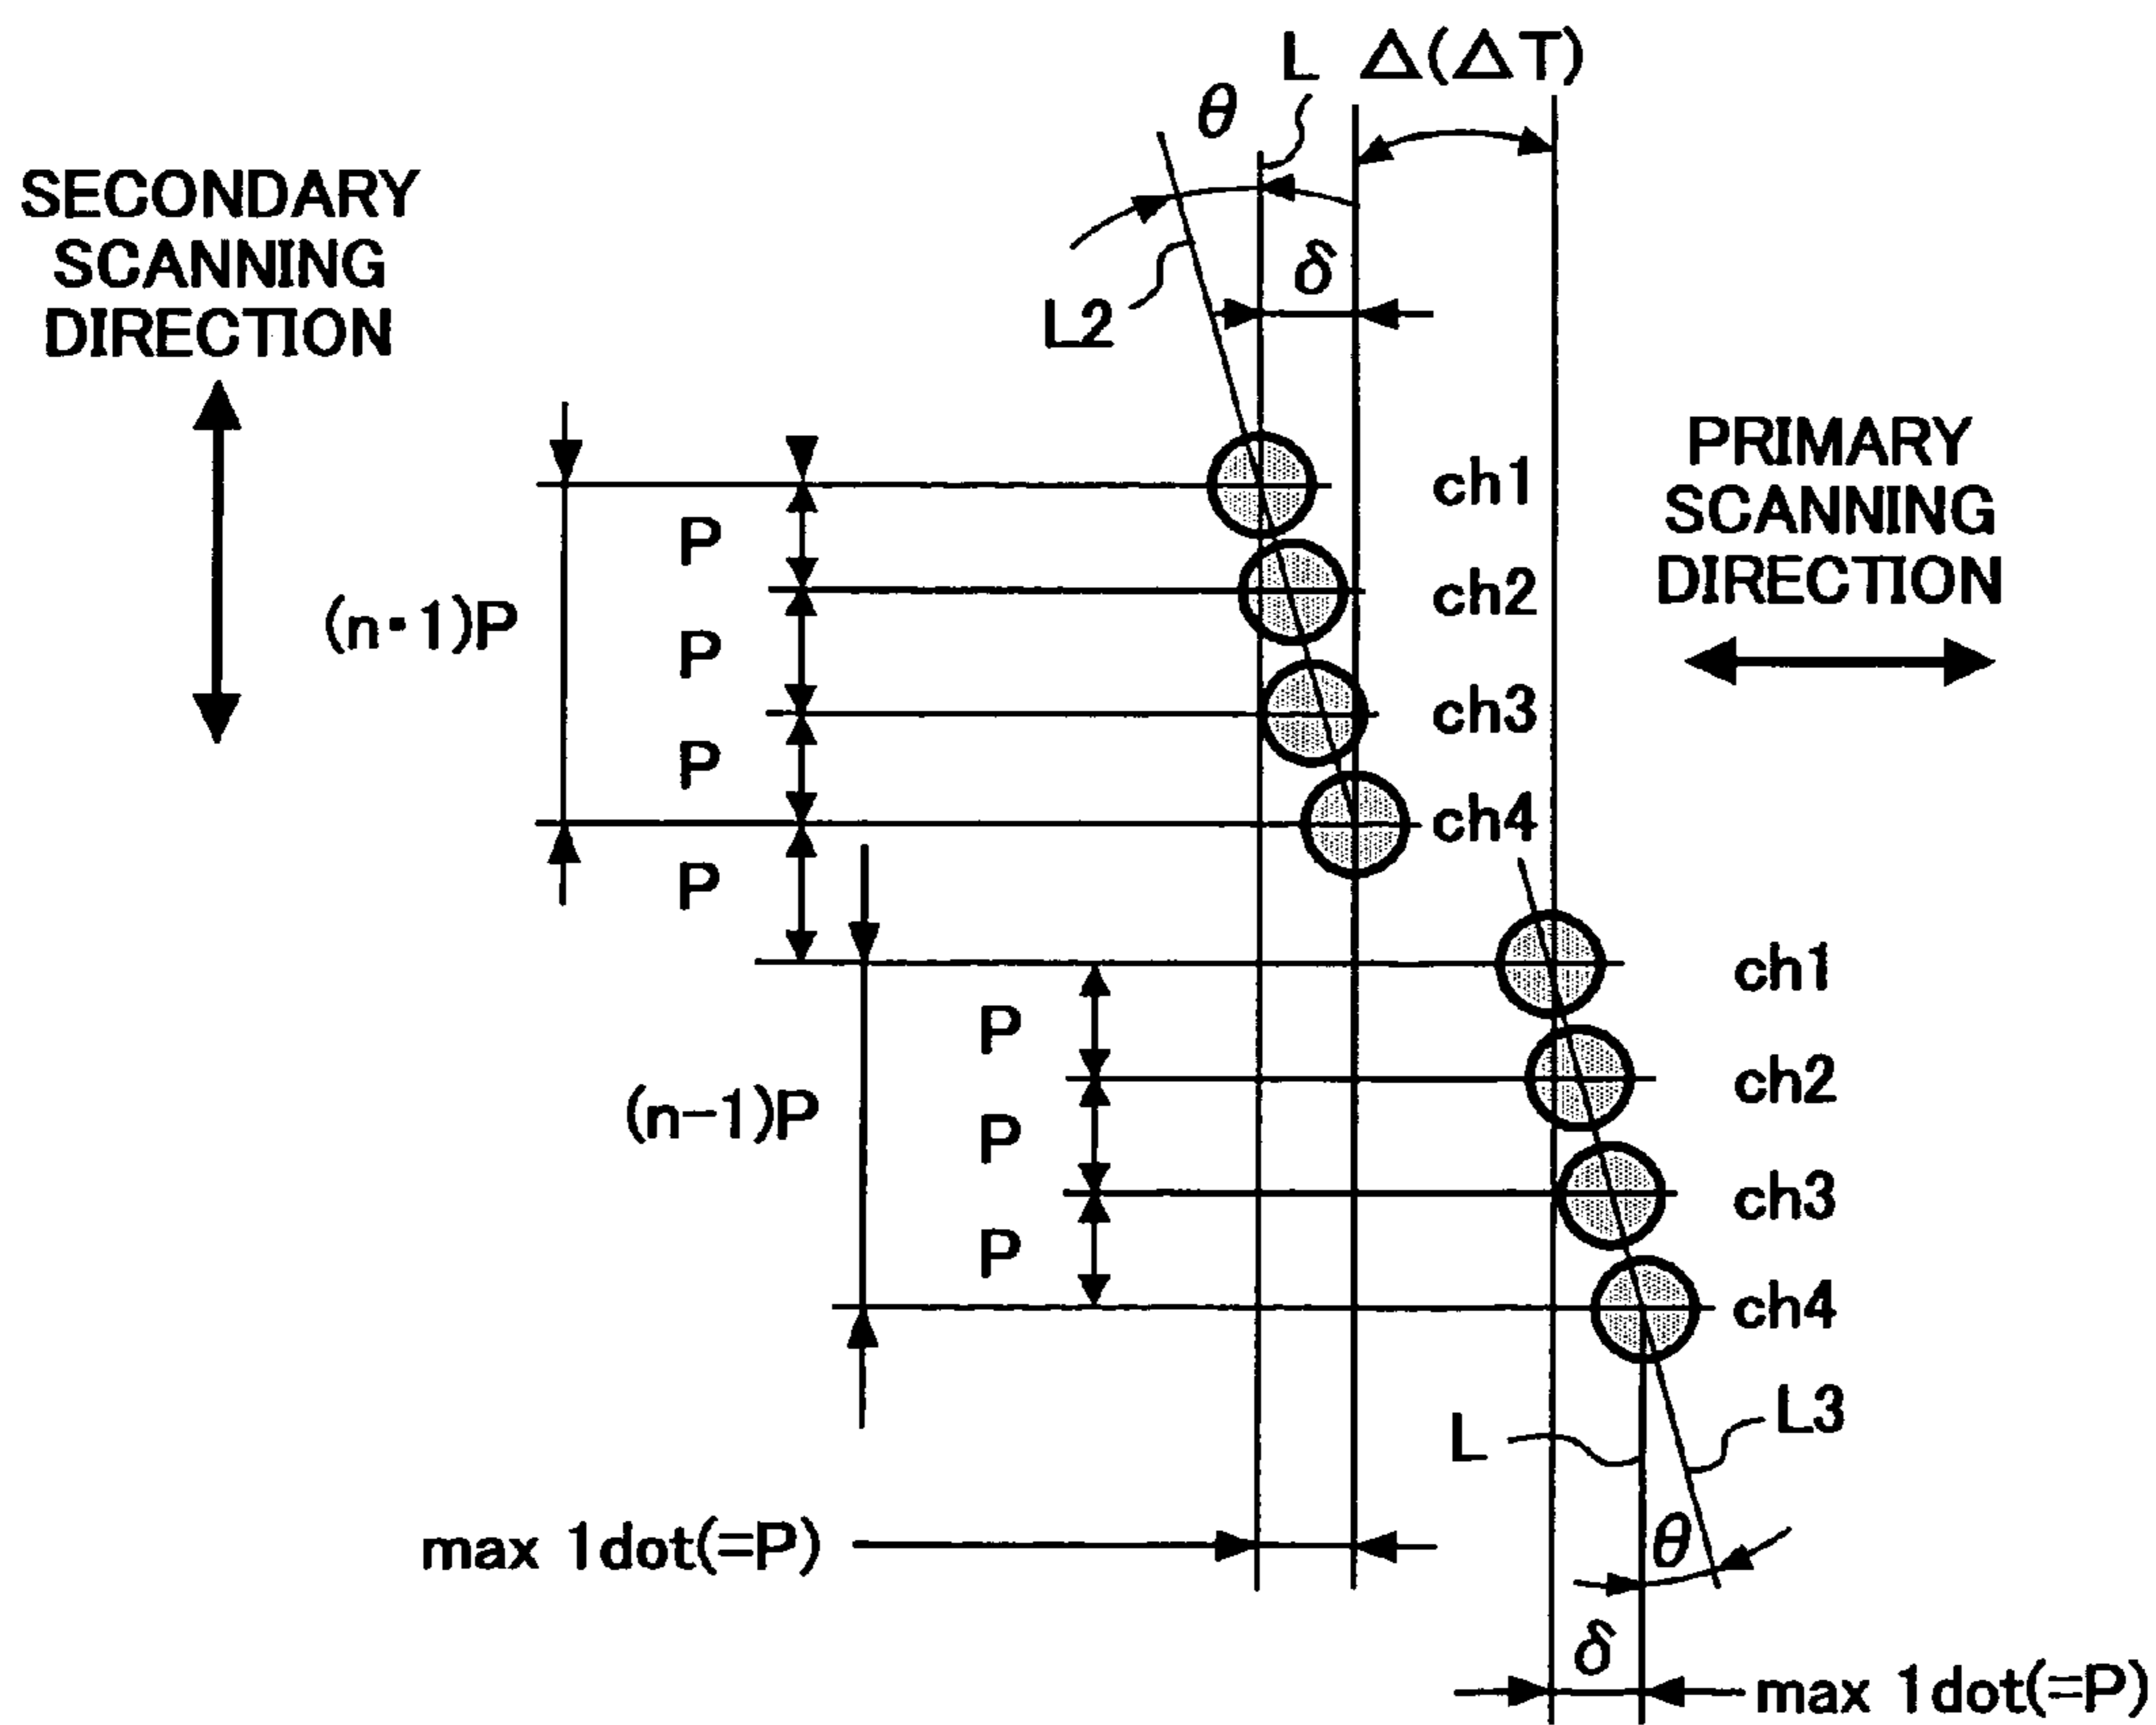 L Δ(ΔT)
θ
SECONDARY
SCANNING
DIRECTION
δ
L2
PRIMARY
SCANNING
DIRECTION
ch1
P
ch2
(n・1)P
P
ch3
P
ch4
P
ch1
P
ch2
(n-1)P
P
ch3
P
ch4
L3
L
max 1dot(=P)
θ
δ
max 1dot(=P)